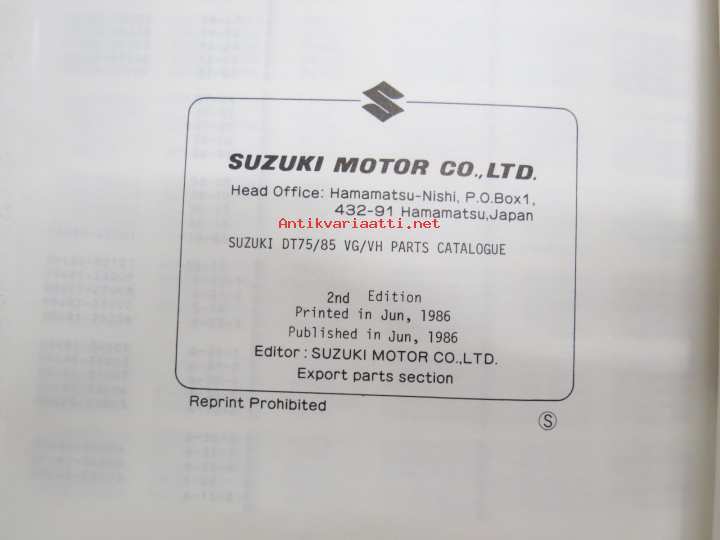 SUZUKI MOTOR CO.,LTD.
Head Office: Hamamatsu-Nishi, P.O.Box1,
432-91 Hamamatsu,Japan
Antikvariaatti.net
SUZUKI DT75/85 VG/VH PARTS CATALOGUE
2nd Edition
Printed in Jun, 1986
Published in Jun, 1986
Editor : SUZUKI MOTOR CO.,LTD.
Export parts section
Reprint Prohibited
S